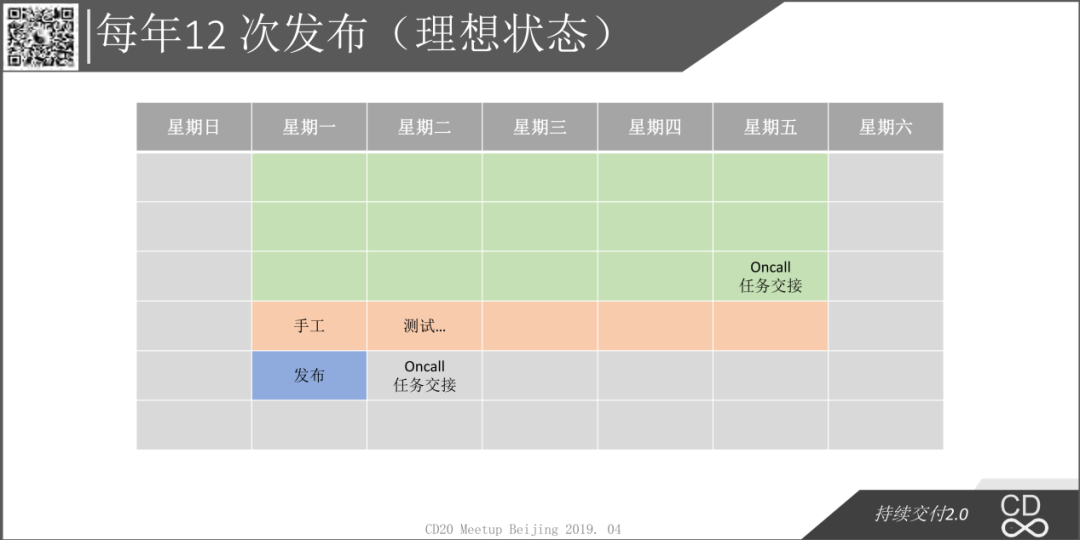 每年12 次发布（理想状态）
星期日 星期一 星期二 星期三 星期四 星期五 星期六
Oncall
任务交接
手工 测试...
发布 Oncall
任务交接
持续交付2.0
CD
CD20 Meetup Beijing 2019. 04